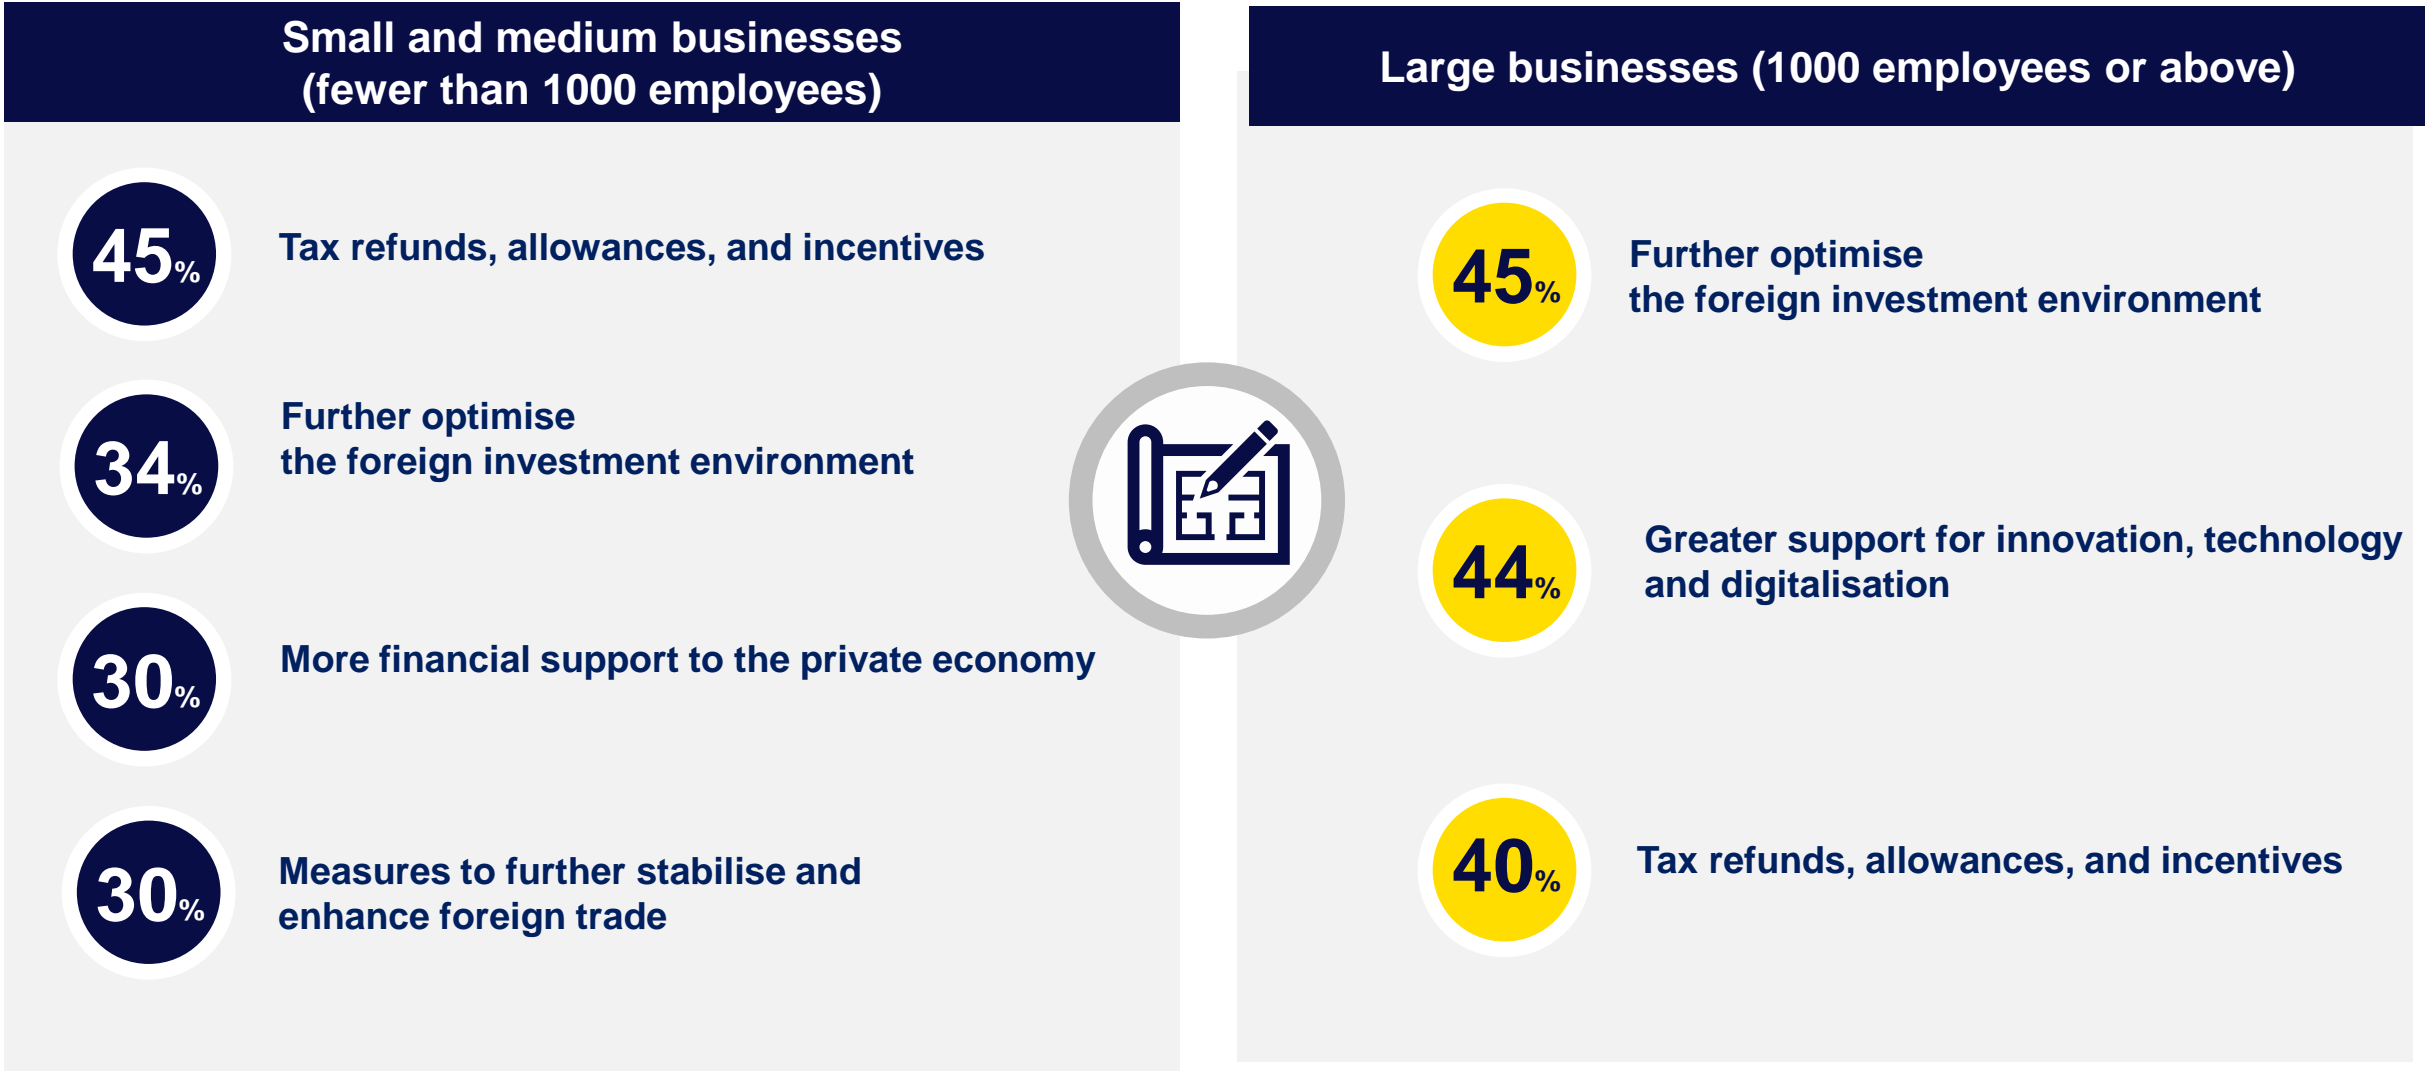 Small and medium businesses
(fewer than 1000 employees)
45%
Tax refunds, allowances, and incentives
34%
Further optimise
the foreign investment environment
30%
More financial support to the private economy
30%
Measures to further stabilise and
enhance foreign trade
Large businesses (1000 employees or above)
45%
Further optimise
the foreign investment environment
44%
Greater support for innovation, technology
and digitalisation
40%
Tax refunds, allowances, and incentives